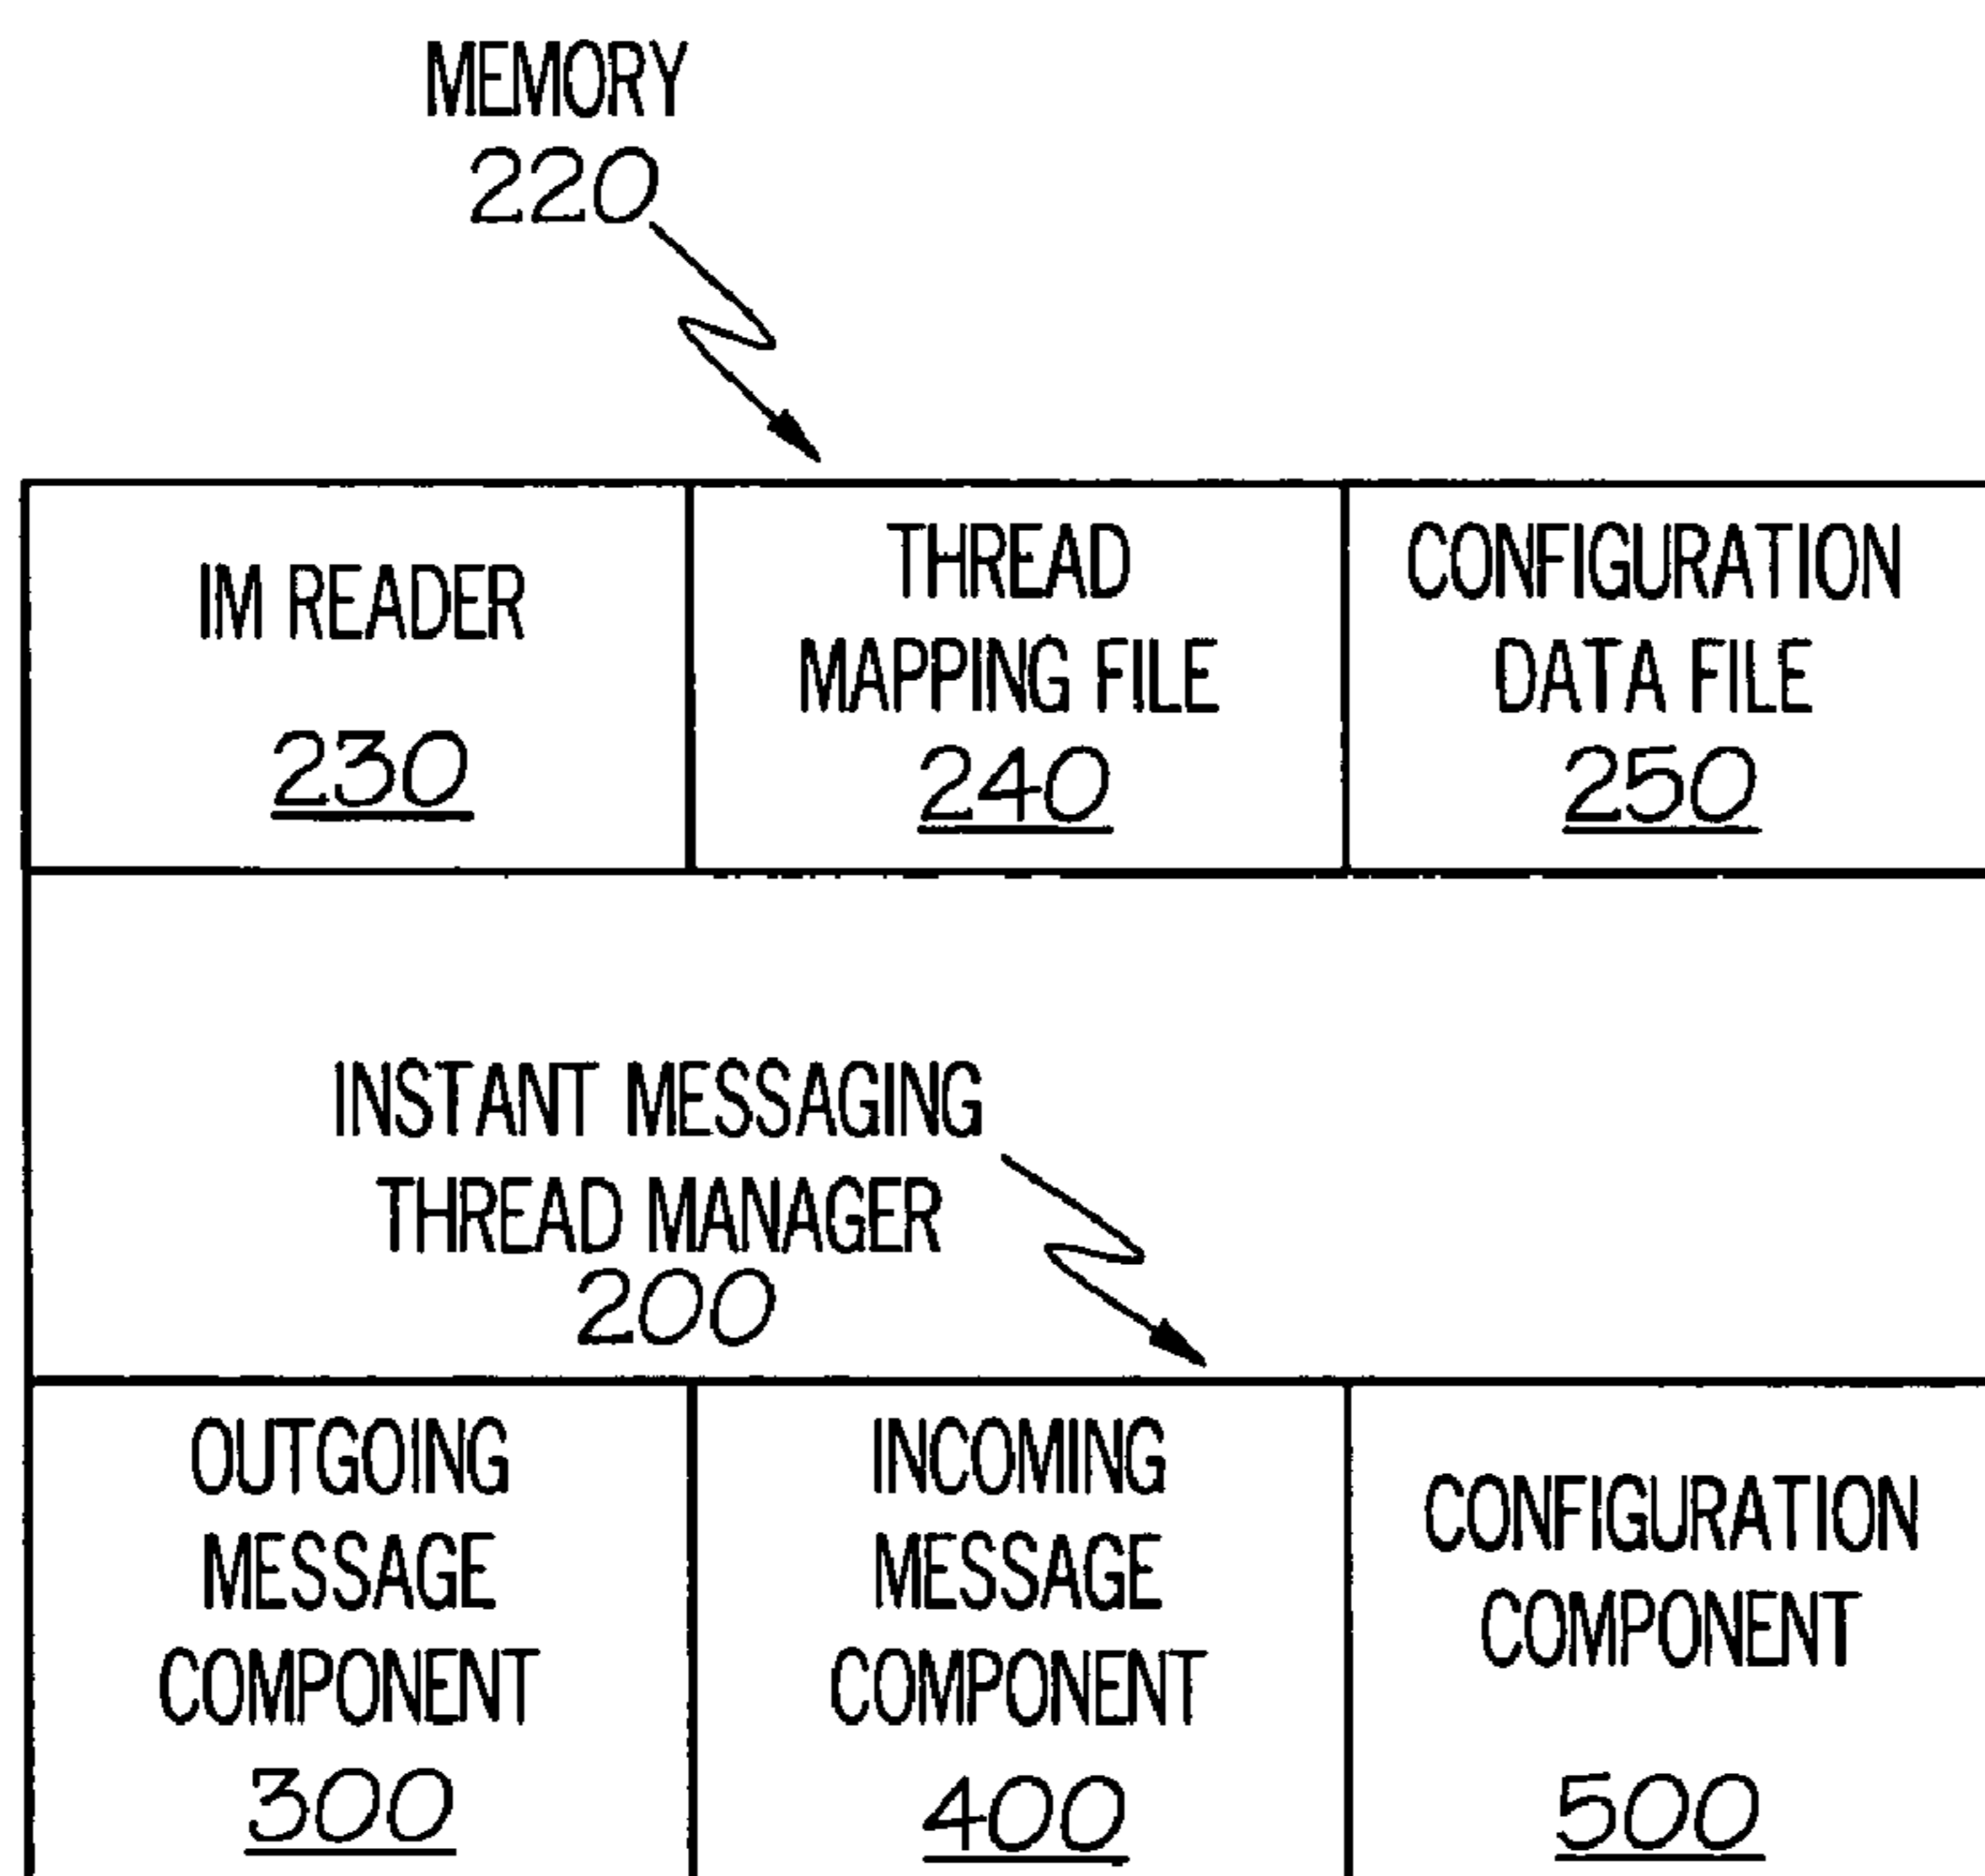 MEMORY
220
IM READER
230
THREAD
MAPPING FILE
240
CONFIGURATION
DATA FILE
250
INSTANT MESSAGING
THREAD MANAGER
200
OUTGOING
MESSAGE
COMPONENT
300
INCOMING
MESSAGE
COMPONENT
400
CONFIGURATION
COMPONENT
500